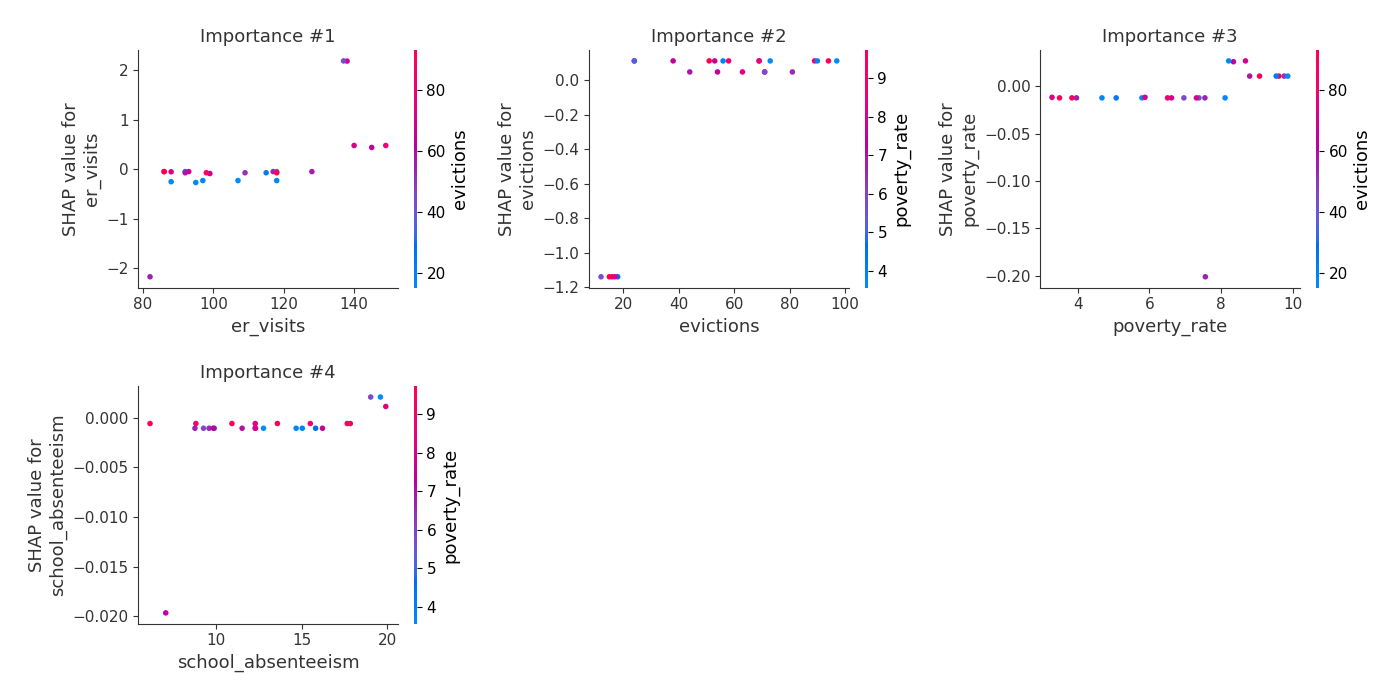 Importance #1
SHAP value for
er_visits
2
1
0
−1
−2
80
100
120
140
er_visits
80
60
40
20
evictions
Importance #2
SHAP value for
evictions
0.0
−0.2
−0.4
−0.6
−0.8
−1.0
−1.2
20
40
60
80
100
evictions
9
8
7
6
5
4
poverty_rate
Importance #3
SHAP value for
poverty_rate
0.00
−0.05
−0.10
−0.15
−0.20
4
6
8
10
poverty_rate
80
60
40
20
evictions
Importance #4
SHAP value for
school_absenteeism
0.000
−0.005
−0.010
−0.015
−0.020
10
15
20
school_absenteeism
9
8
7
6
5
4
poverty_rate